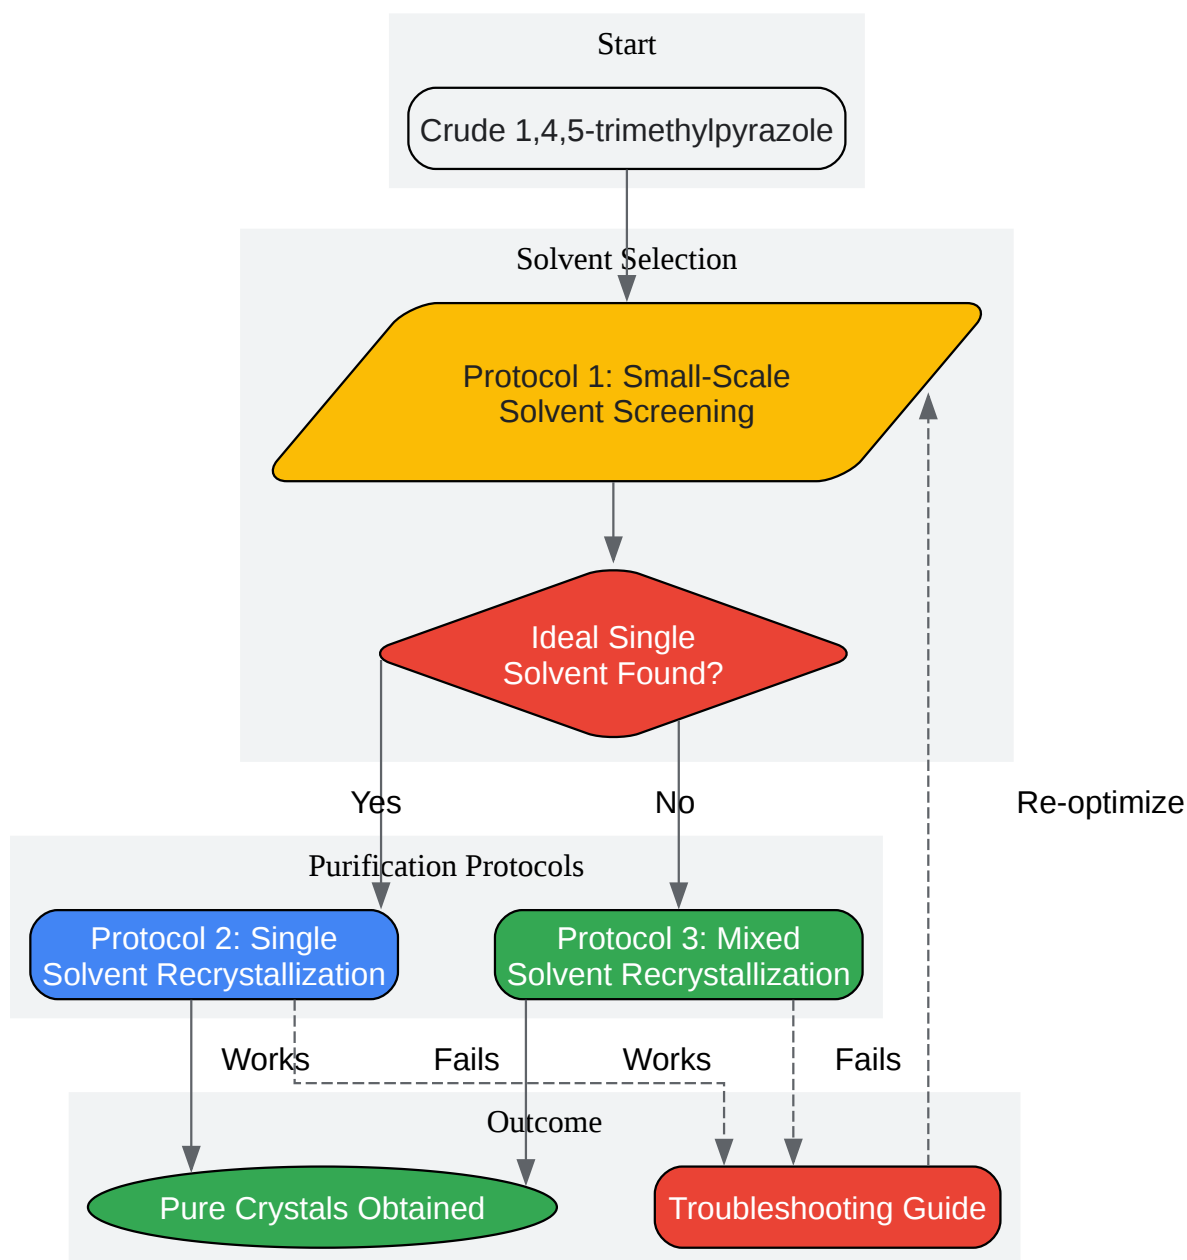 Start
Crude 1,4,5-trimethylpyrazole
Solvent Selection
Protocol 1: Small-Scale
Solvent Screening
Ideal Single
Solvent Found?
Yes
No
Re-optimize
Purification Protocols
Protocol 2: Single
Solvent Recrystallization
Protocol 3: Mixed
Solvent Recrystallization
Works
Fails
Works
Fails
Outcome
Pure Crystals Obtained
Troubleshooting Guide